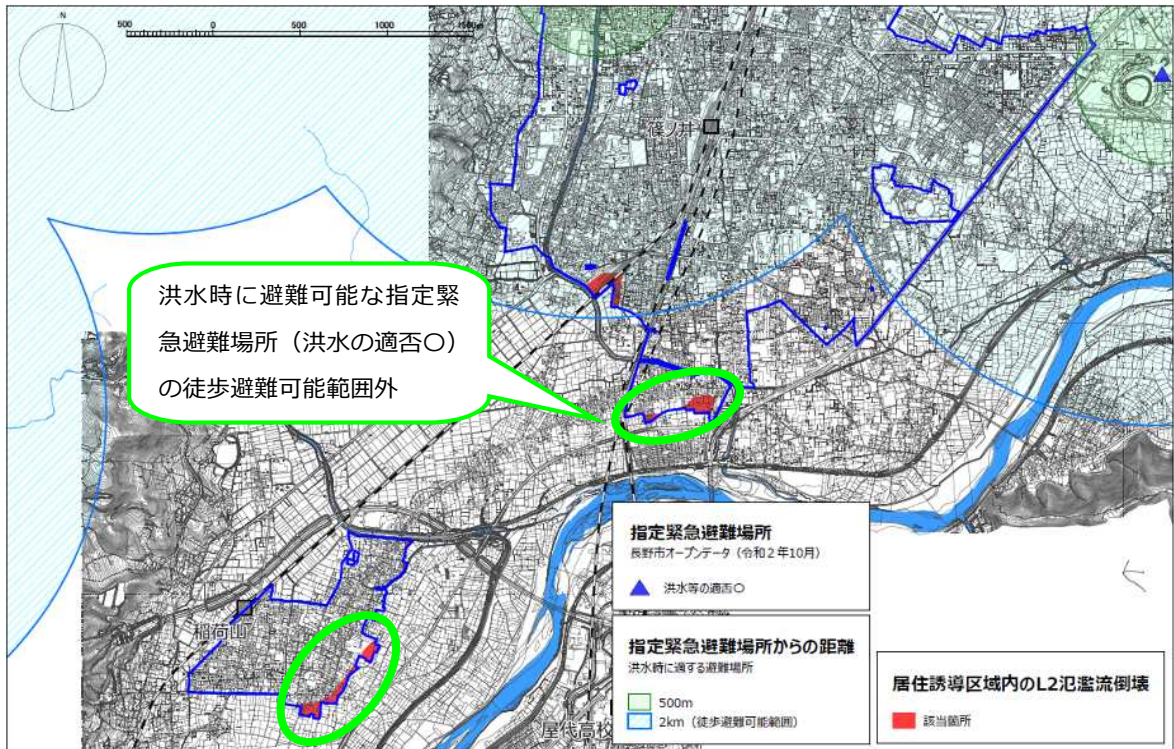 N
500
0
500
1000
1500m
篠ノ井
洪水時に避難可能な指定緊
急避難場所（洪水の適否〇）
の徒歩避難可能範囲外
稲荷山
屋代高校
指定緊急避難場所
長野市オープンデータ（令和２年10月）
洪水等の適否〇
指定緊急避難場所からの距離
洪水時に適する避難場所
500m
2km（徒歩避難可能範囲）
居住誘導区域内のL2氾濫流倒壊
該当箇所